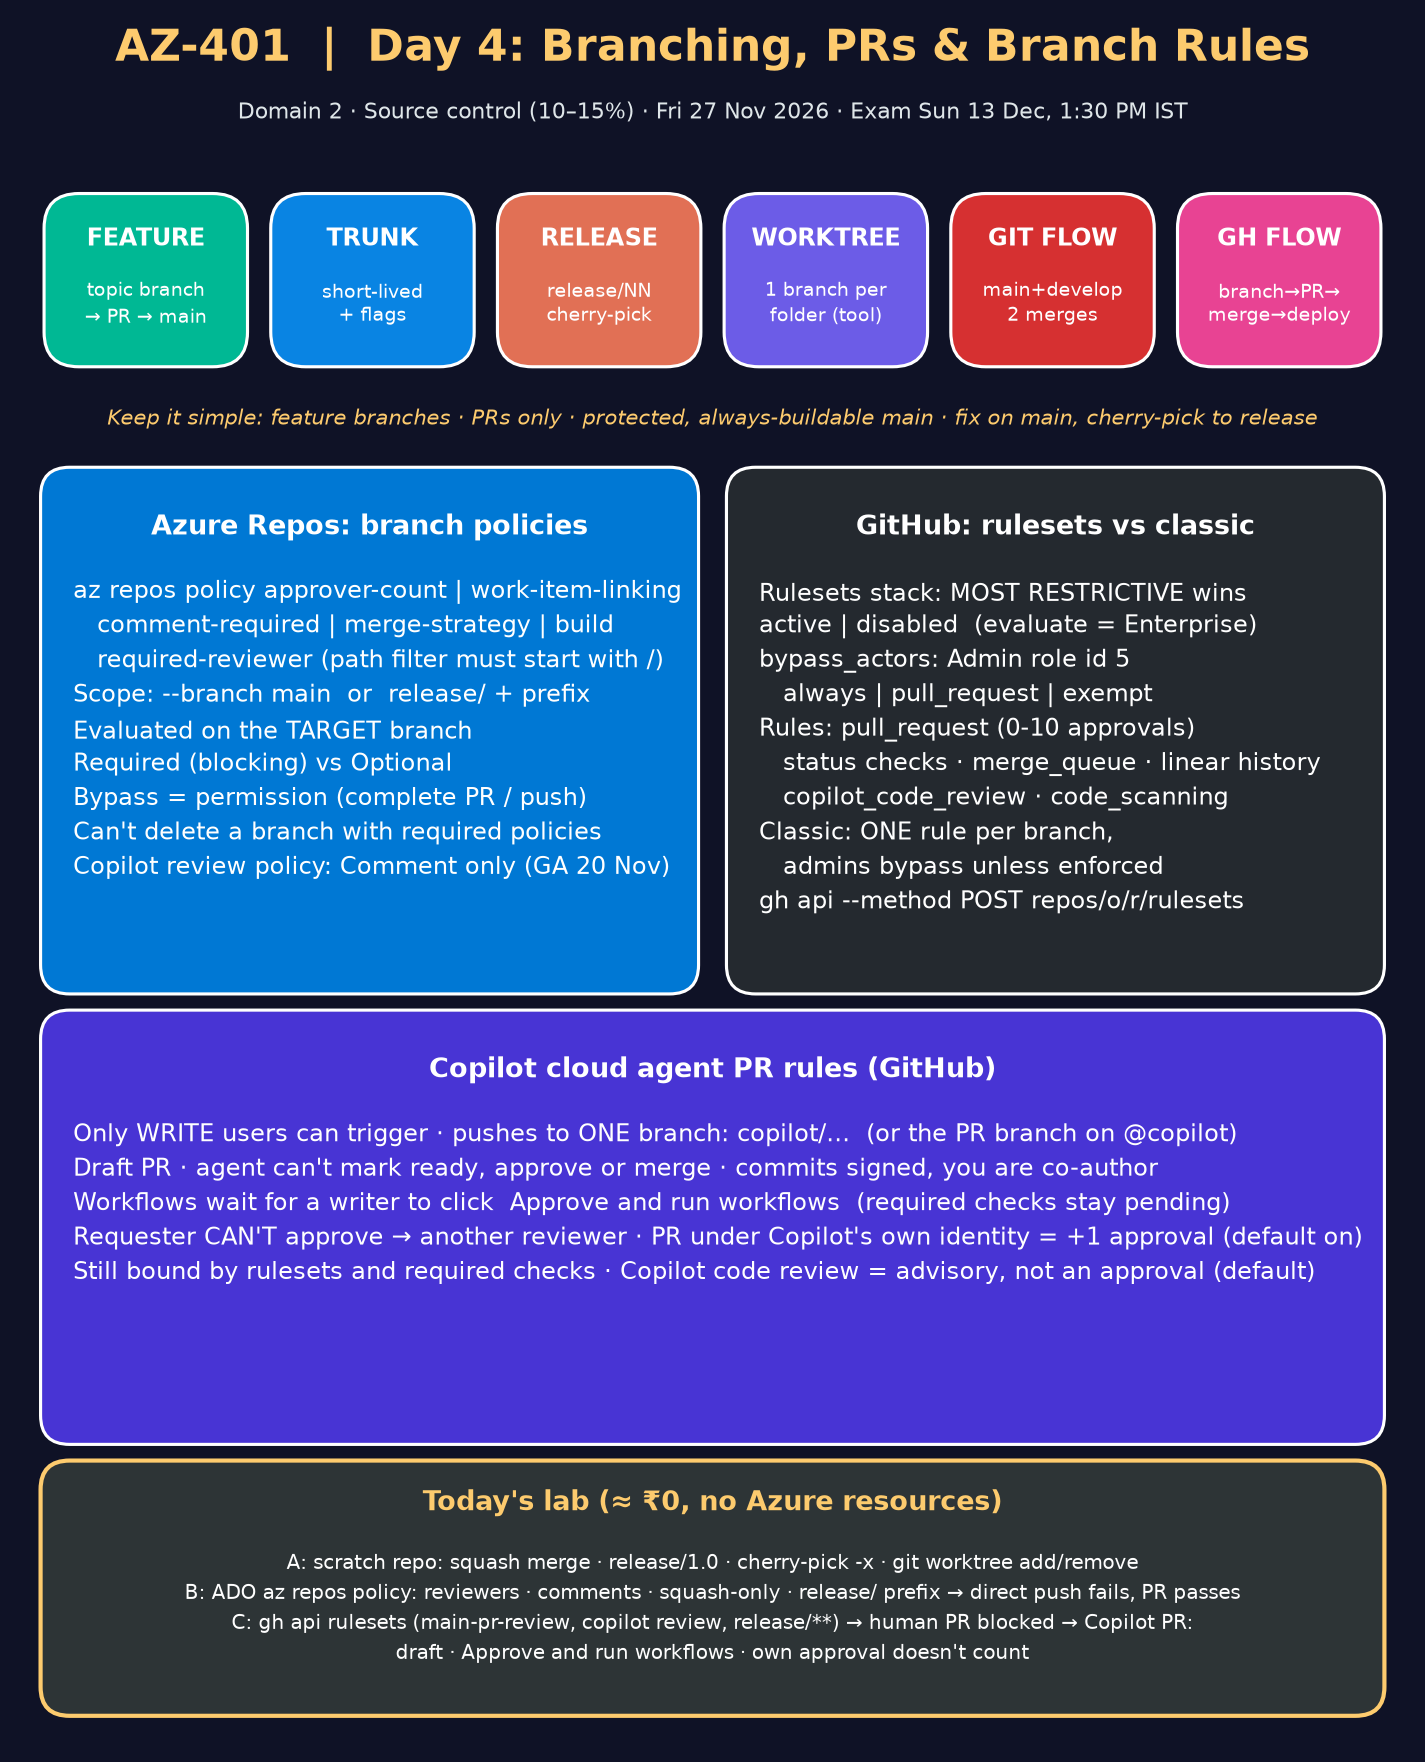 AZ-401 | Day 4: Branching, PRs & Branch Rules
Domain 2 · Source control (10–15%) · Fri 27 Nov 2026 · Exam Sun 13 Dec, 1:30 PM IST
FEATURE
topic branch
→ PR → main
TRUNK
short-lived
+ flags
RELEASE
release/NN
cherry-pick
WORKTREE
1 branch per
folder (tool)
GIT FLOW
main+develop
2 merges
GH FLOW
branch→PR→
merge→deploy
Keep it simple: feature branches · PRs only · protected, always-buildable main · fix on main, cherry-pick to release
Azure Repos: branch policies
az repos policy approver-count | work-item-linking
comment-required | merge-strategy | build
required-reviewer (path filter must start with /)
Scope: --branch main or release/ + prefix
Evaluated on the TARGET branch
Required (blocking) vs Optional
Bypass = permission (complete PR / push)
Can't delete a branch with required policies
Copilot review policy: Comment only (GA 20 Nov)
GitHub: rulesets vs classic
Rulesets stack: MOST RESTRICTIVE wins
active | disabled (evaluate = Enterprise)
bypass_actors: Admin role id 5
always | pull_request | exempt
Rules: pull_request (0-10 approvals)
status checks · merge_queue · linear history
copilot_code_review · code_scanning
Classic: ONE rule per branch,
admins bypass unless enforced
gh api --method POST repos/o/r/rulesets
Copilot cloud agent PR rules (GitHub)
Only WRITE users can trigger · pushes to ONE branch: copilot/... (or the PR branch on @copilot)
Draft PR · agent can't mark ready, approve or merge · commits signed, you are co-author
Workflows wait for a writer to click Approve and run workflows (required checks stay pending)
Requester CAN'T approve → another reviewer · PR under Copilot's own identity = +1 approval (default on)
Still bound by rulesets and required checks · Copilot code review = advisory, not an approval (default)
Today's lab (≈ ₹0, no Azure resources)
A: scratch repo: squash merge · release/1.0 · cherry-pick -x · git worktree add/remove
B: ADO az repos policy: reviewers · comments · squash-only · release/ prefix → direct push fails, PR passes
C: gh api rulesets (main-pr-review, copilot review, release/**) → human PR blocked → Copilot PR:
draft · Approve and run workflows · own approval doesn't count